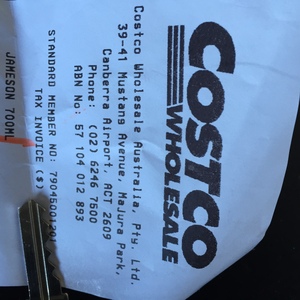 COSTCO
WHOLESALE
Costco Wholesale Australia, Pty. Ltd.
39-41 Mustang Avenue, Majura Park,
Canberra Airport, ACT 2609
Phone: (02) 6246 7500
ABN No: 57 104 012 893
TAX INVOICE ($)
STANDARD MEMBER NO: 79045001201
JAMESON 700ML